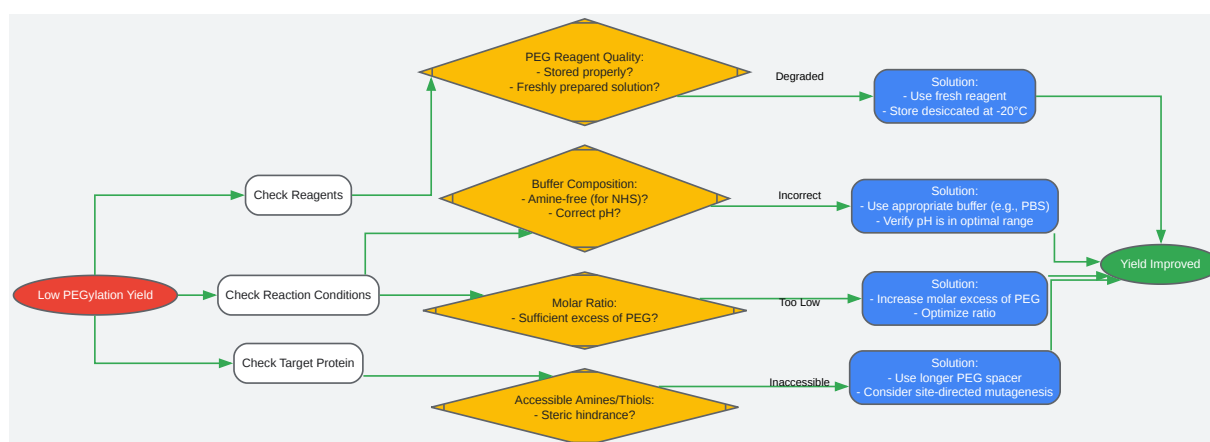 PEG Reagent Quality:
- Stored properly?
- Freshly prepared solution?
Degraded
Solution:
- Use fresh reagent
- Store desiccated at -20°C
Check Reagents
Buffer Composition:
- Amine-free (for NHS)?
- Correct pH?
Incorrect
Solution:
- Use appropriate buffer (e.g., PBS)
- Verify pH is in optimal range
Yield Improved
Low PEGylation Yield
Check Reaction Conditions
Molar Ratio:
- Sufficient excess of PEG?
Too Low
Solution:
- Increase molar excess of PEG
- Optimize ratio
Check Target Protein
Accessible Amines/Thiols:
- Steric hindrance?
Inaccessible
Solution:
- Use longer PEG spacer
- Consider site-directed mutagenesis